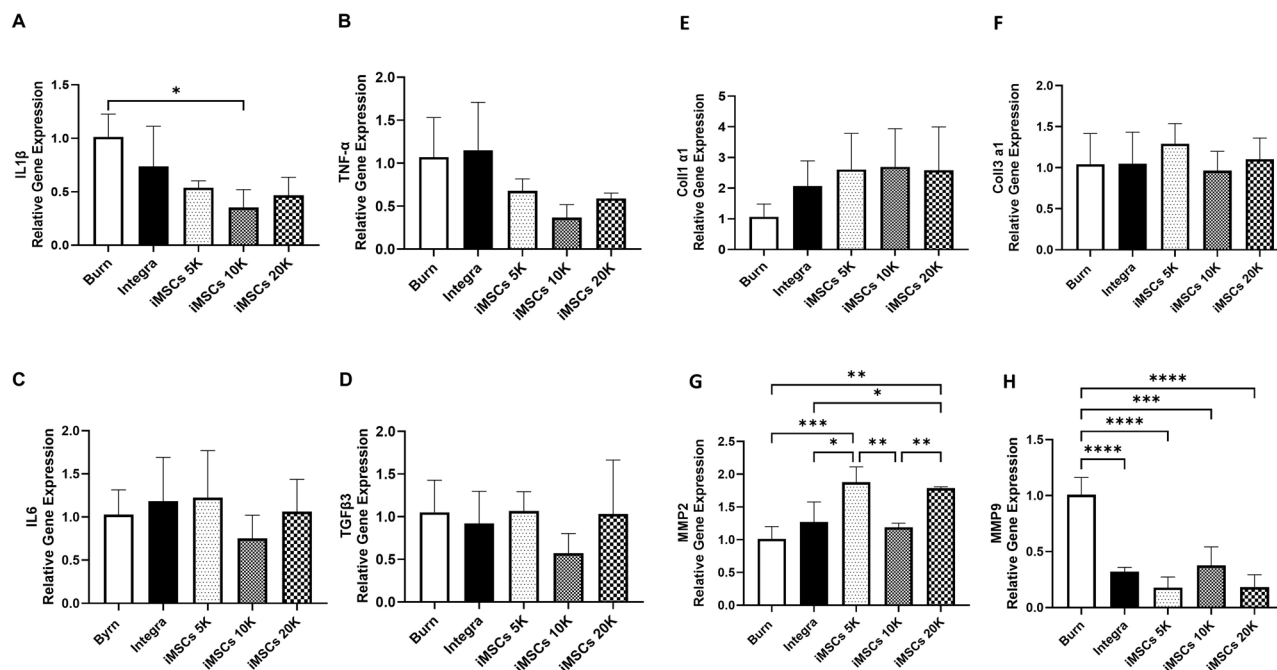 A
IL1β
Relative Gene Expression
1.5
1.0
0.5
0.0
*
Burn
Integra
iMSCs 5K
iMSCs 10K
iMSCs 20K
B
TNF-α
Relative Gene Expression
2.0
1.5
1.0
0.5
0.0
Burn
Integra
iMSCs 5K
iMSCs 10K
iMSCs 20K
E
Coll1 α1
Relative Gene Expression
5
4
3
2
1
0
Burn
Integra
iMSCs 5K
iMSCs 10K
iMSCs 20K
F
Coll3 a1
Relative Gene Expression
2.0
1.5
1.0
0.5
0.0
Burn
Integra
iMSCs 5K
iMSCs 10K
iMSCs 20K
C
IL6
Relative Gene Expression
2.0
1.5
1.0
0.5
0.0
Byrn
Integra
iMSCs 5K
iMSCs 10K
iMSCs 20K
D
TGFβ3
Relative Gene Expression
2.0
1.5
1.0
0.5
0.0
Burn
Integra
iMSCs 5K
iMSCs 10K
iMSCs 20K
G
MMP2
Relative Gene Expression
2.5
2.0
1.5
1.0
0.5
0.0
**
*
***
* ** **
Burn
Integra
iMSCs 5K
iMSCs 10K
iMSCs 20K
H
MMP9
Relative Gene Expression
1.5
1.0
0.5
0.0
****
***
****
****
Burn
Integra
iMSCs 5K
iMSCs 10K
iMSCs 20K